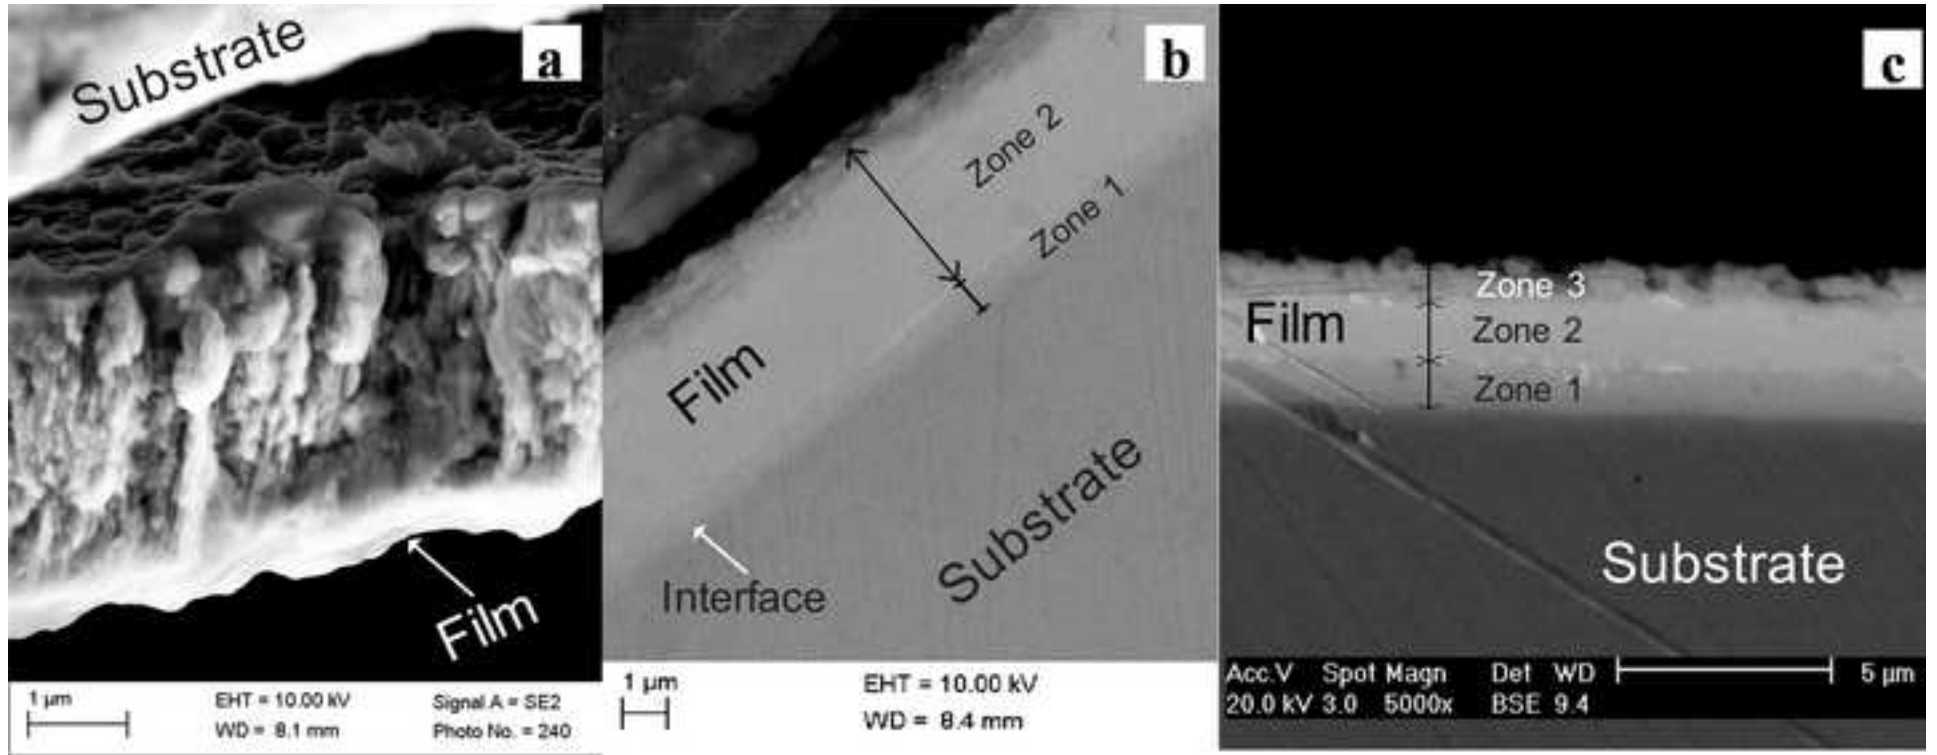 Substrate
a
Film
1 µm
EHT = 10.00 kV
Signal A = SE2
WD = 8.1 mm
Photo No. = 240
b
Zone 2
Zone 1
Film
Substrate
Interface
1 µm
EHT = 10.00 kV
WD = 8.4 mm
c
Zone 3
Film
Zone 2
Zone 1
Substrate
Acc.V Spot Magn Det WD 5 µm
20.0 kV 3.0 5000x BSE 9.4